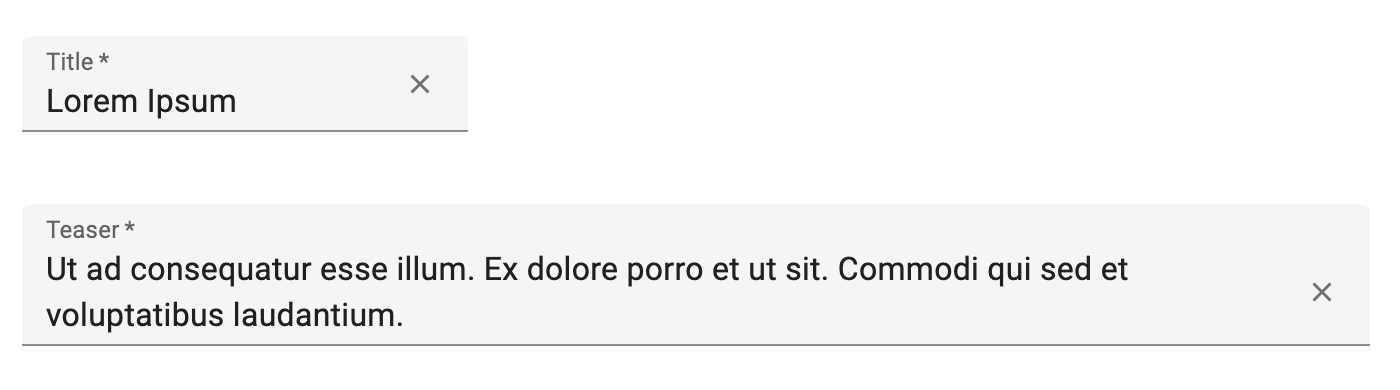 Title *
Lorem Ipsum
Teaser *
Ut ad consequatur esse illum. Ex dolore porro et ut sit. Commodi qui sed et
voluptatibus laudantium.